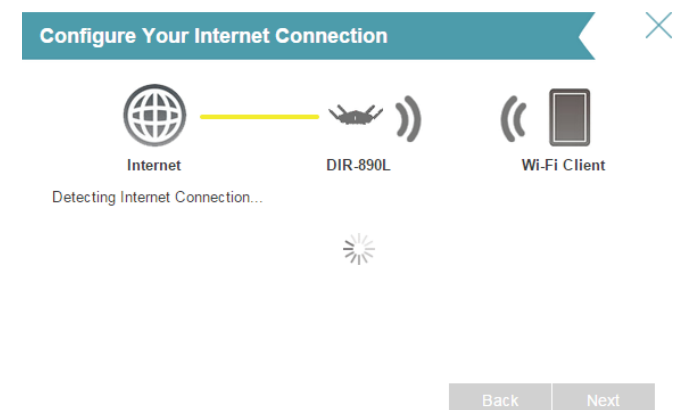 Configure Your Internet Connection
Internet
DIR-890L
Wi-Fi Client
Detecting Internet Connection...
Back
Next